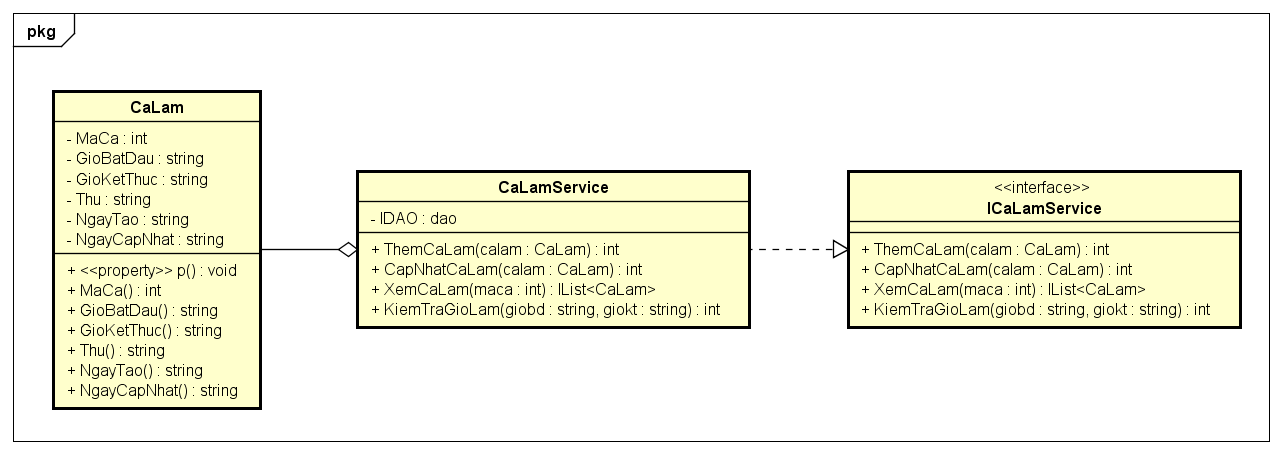 pkg
CaLam
- MaCa : int
- GioBatDau : string
- GioKetThuc : string
- Thu : string
- NgayTao : string
- NgayCapNhat : string
+ <<property>> p() : void
+ MaCa() : int
+ GioBatDau() : string
+ GioKetThuc() : string
+ Thu() : string
+ NgayTao() : string
+ NgayCapNhat() : string
CaLamService
- IDAO : dao
+ ThemCaLam(calam : CaLam) : int
+ CapNhatCaLam(calam : CaLam) : int
+ XemCaLam(maca : int) : IList<CaLam>
+ KiemTraGioLam(giobd : string, giokt : string) : int
<<interface>>
ICaLamService
+ ThemCaLam(calam : CaLam) : int
+ CapNhatCaLam(calam : CaLam) : int
+ XemCaLam(maca : int) : IList<CaLam>
+ KiemTraGioLam(giobd : string, giokt : string) : int